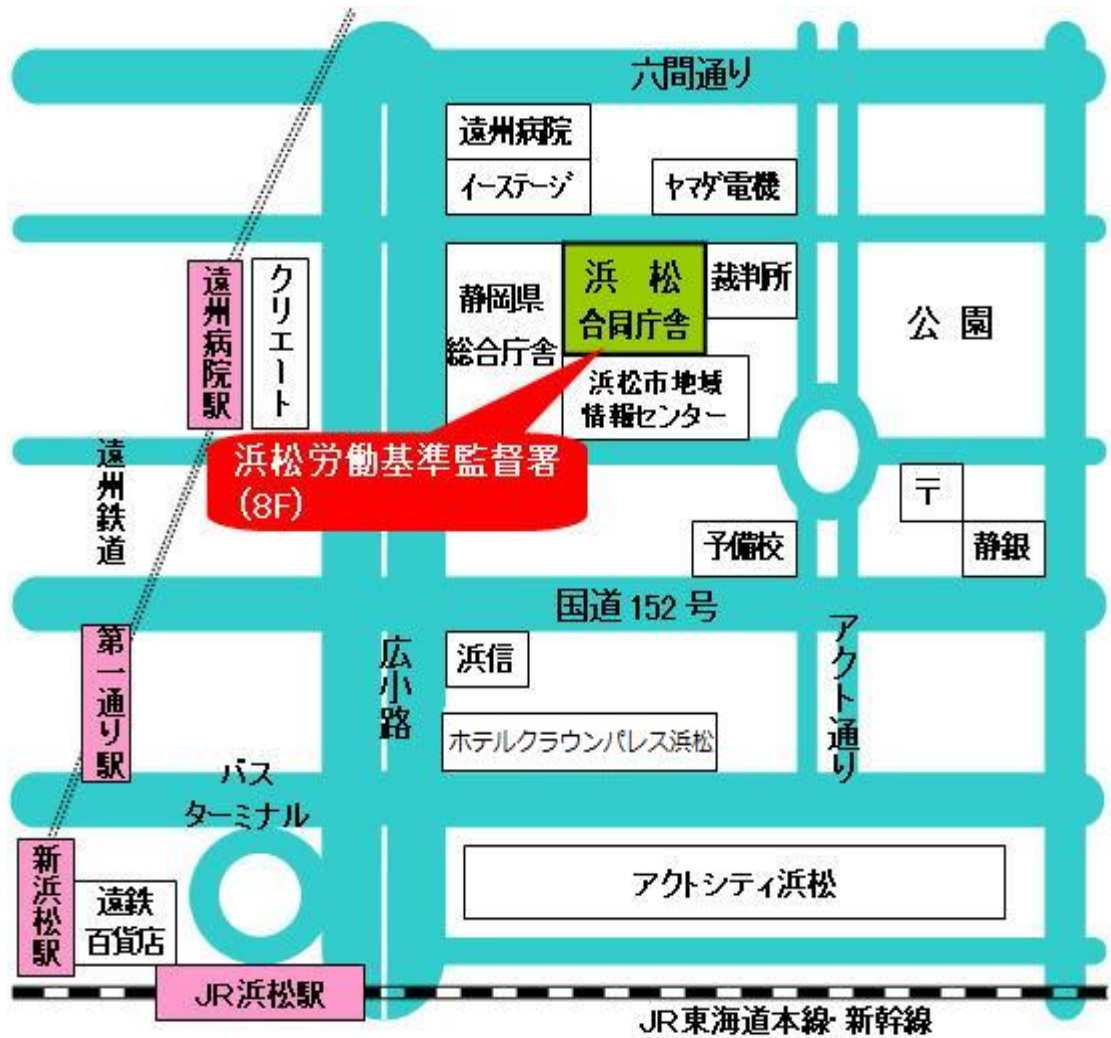 六間通り
遠州病院
イーステージ
ヤマダ電機
遠州病院駅
クリエート
静岡県
総合庁舎
浜松
合同庁舎
裁判所
公園
浜松市地域
情報センター
浜松労働基準監督署
(8F)
遠州鉄道
〒
予備校
静銀
国道152号
第一通り駅
広小路
浜信
アクト通り
ホテルクラウンパレス浜松
バス
ターミナル
新浜松駅
遠鉄
百貨店
アクトシティ浜松
JR浜松駅
JR東海道本線・新幹線